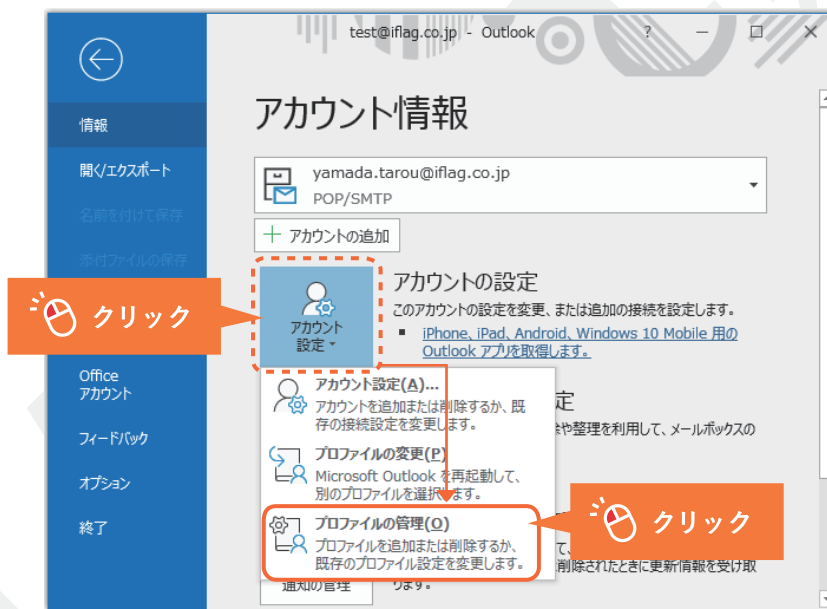 test@iflag.co.jp - Outlook
?
アカウント情報
情報
開く/エクスポート
名前を付けて保存
添付ファイルの保存
yamada.tarou@iflag.co.jp
POP/SMTP
アカウントの追加
クリック
アカウント
設定
アカウントの設定
このアカウントの設定を変更、または追加の接続を設定します。
iPhone、iPad、Android、Windows 10 Mobile 用の
Outlook アプリを取得します。
Office
アカウント
フィードバック
オプション
終了
アカウント設定(A)...
アカウントを追加または削除するか、既
存の接続設定を変更します。
定
や整理を利用して、メールボックスの
プロファイルの変更(P)
Microsoft Outlook を再起動して、
別のプロファイルを選択します。
プロファイルの管理(O)
プロファイルを追加または削除するか、
既存のプロファイル設定を変更します。
クリック
て、
削除されたときに更新情報を受け取
通知の管理
ります。